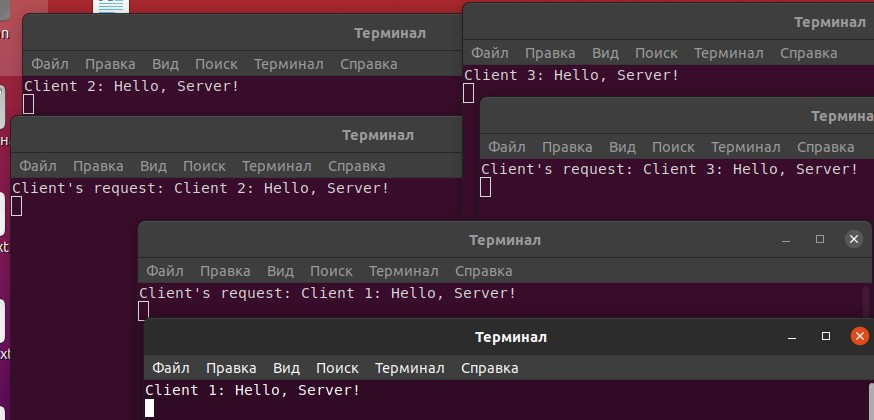 Терминал
Файл Правка Вид Поиск Терминал Справка
Client 2: Hello, Server!
Терминал
Файл Правка Вид Поиск Терминал Справка
Client 3: Hello, Server!
Терминал
Файл Правка Вид Поиск Терминал Справка
Client's request: Client 2: Hello, Server!
Термина
Файл Правка Вид Поиск Терминал Справка
Client's request: Client 3: Hello, Server!
Терминал
Файл Правка Вид Поиск Терминал Справка
Client's request: Client 1: Hello, Server!
Терминал
Файл Правка Вид Поиск Терминал Справка
Client 1: Hello, Server!